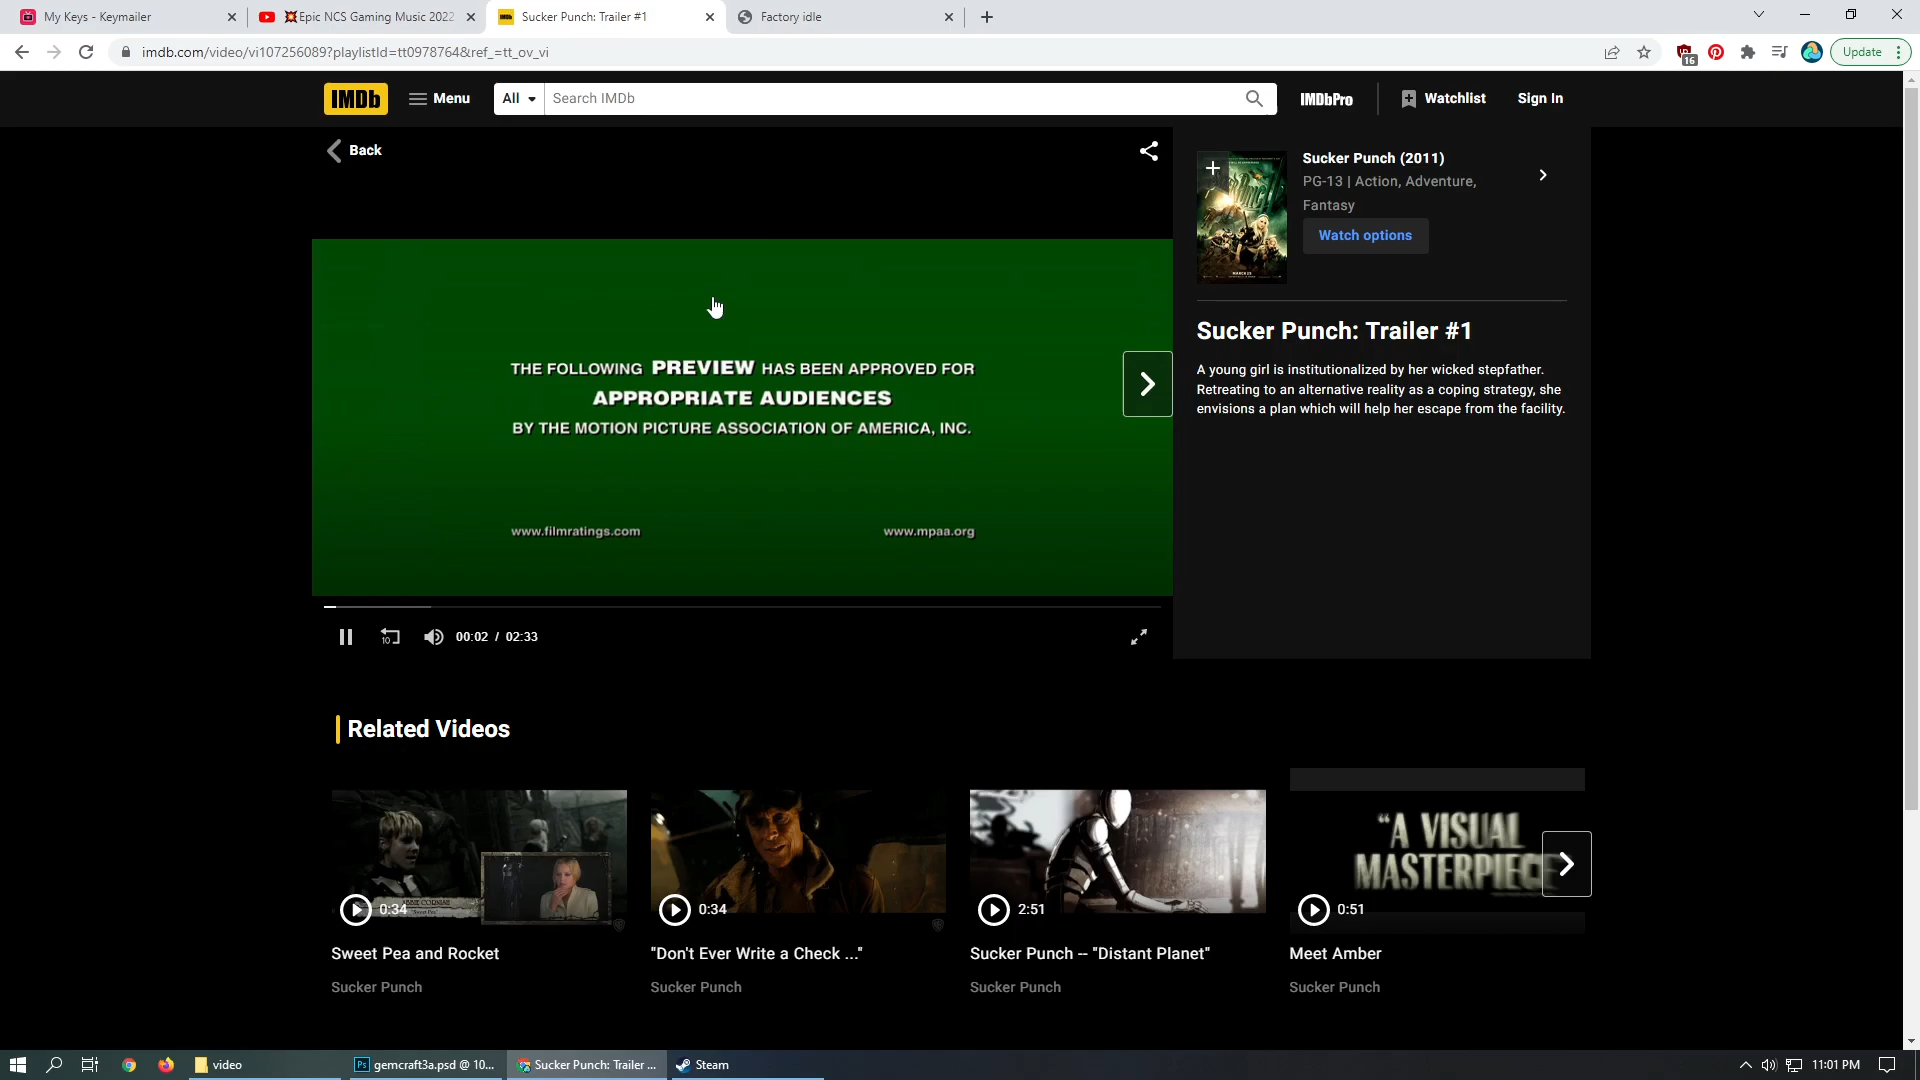 My Keys - Keymailer
💥Epic NCS Gaming Music 2022
Sucker Punch: Trailer #1
Factory idle
imdb.com/video/vi107256089?playlistId=tt0978764&ref_=tt_ov_vi
16
Update
IMDb
Menu
All
Search IMDb
IMDbPro
Watchlist
Sign In
Back
Sucker Punch (2011)
PG-13 | Action, Adventure,
Fantasy
Watch options
MARCH 25
THE FOLLOWING PREVIEW HAS BEEN APPROVED FOR
APPROPRIATE AUDIENCES
BY THE MOTION PICTURE ASSOCIATION OF AMERICA, INC.
www.filmratings.com
www.mpaa.org
Sucker Punch: Trailer #1
A young girl is institutionalized by her wicked stepfather.
Retreating to an alternative reality as a coping strategy, she
envisions a plan which will help her escape from the facility.
10
00:02 / 02:33
Related Videos
0:34
"Sweet Pea"
0:34
2:51
"A VISUAL
MASTERPIECE
0:51
Sweet Pea and Rocket
"Don't Ever Write a Check ..."
Sucker Punch -- "Distant Planet"
Meet Amber
Sucker Punch
Sucker Punch
Sucker Punch
Sucker Punch
video
Ps
gemcraft3a.psd @ 10...
Sucker Punch: Trailer ...
Steam
11:01 PM